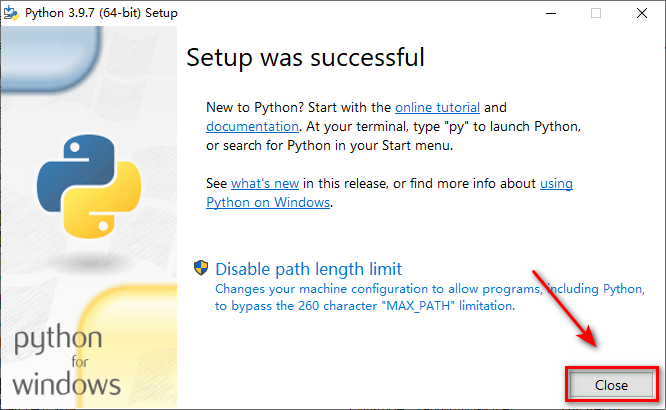 Python 3.9.7 (64-bit) Setup
Setup was successful
New to Python? Start with the online tutorial and
documentation. At your terminal, type "py" to launch Python,
or search for Python in your Start menu.
See what's new in this release, or find more info about using
Python on Windows.
Disable path length limit
Changes your machine configuration to allow programs, including Python,
to bypass the 260 character "MAX_PATH" limitation.
python
for
windows
Close